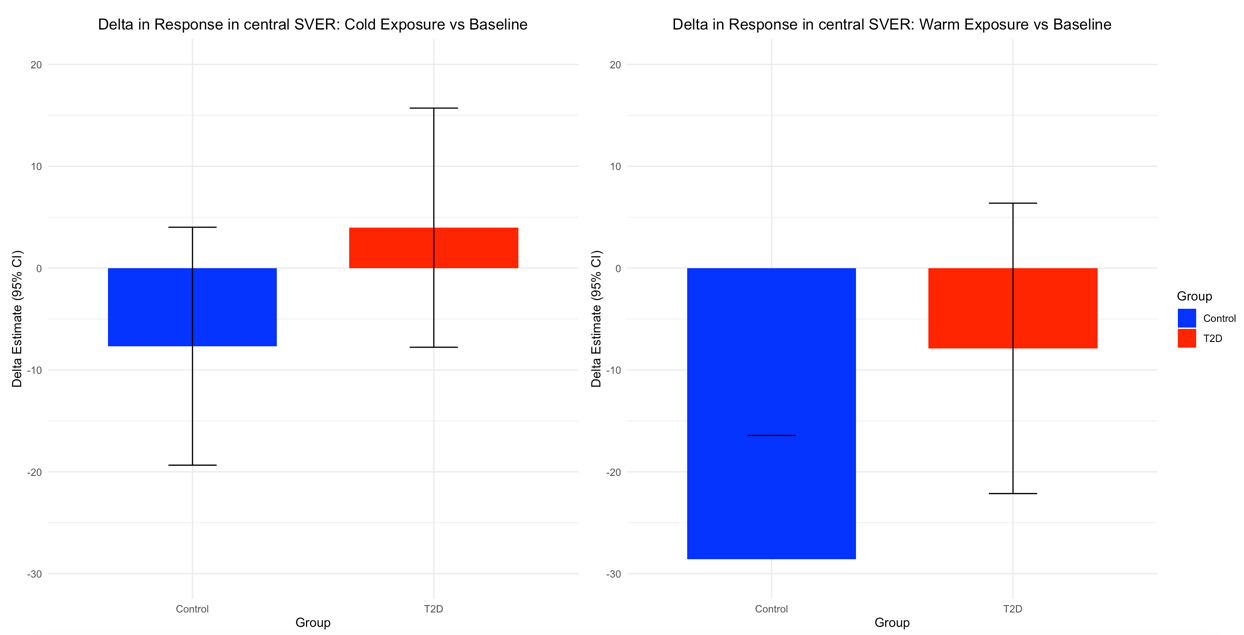 Delta in Response in central SVER: Cold Exposure vs Baseline
Delta Estimate (95% CI)
20
10
0
-10
-20
-30
Control
T2D
Group
Delta in Response in central SVER: Warm Exposure vs Baseline
Delta Estimate (95% CI)
20
10
0
-10
-20
-30
Control
T2D
Group
Group
Control
T2D